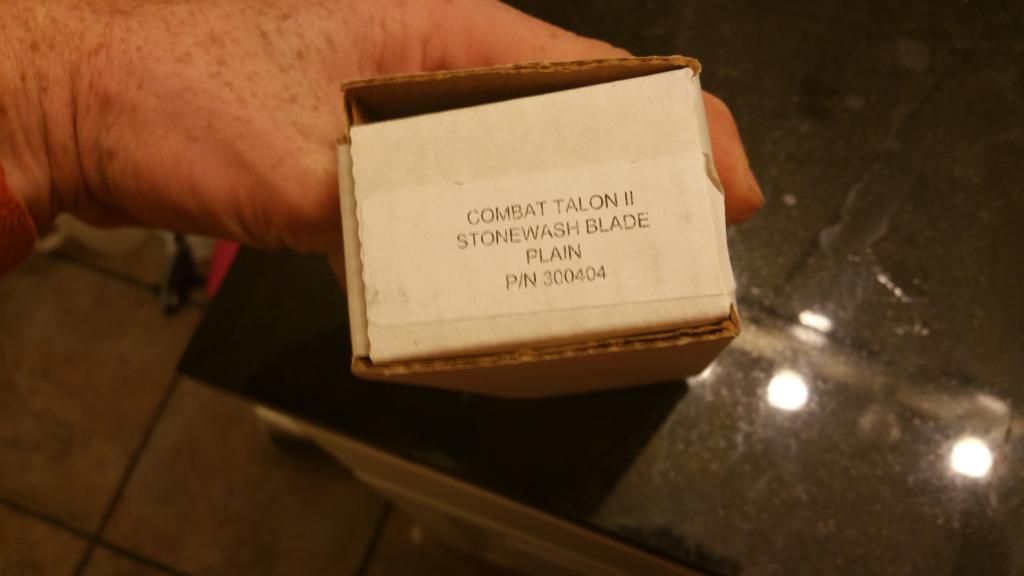 COMBAT TALON II
STONEWASH BLADE
PLAIN
P/N 300404